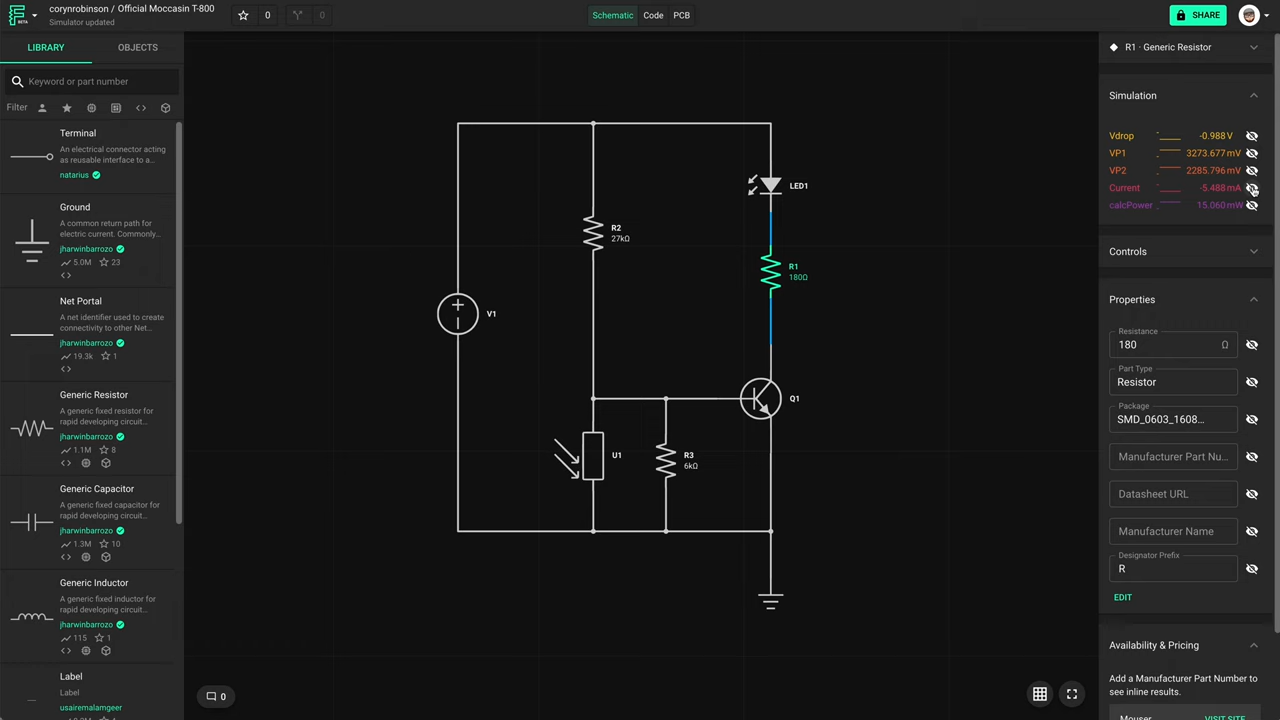 corynrobinson / Official Moccasin T-800
BETA
Simulator updated
0
0
Schematic
Code
PCB
SHARE
LIBRARY
OBJECTS
Keyword or part number
Filter
Terminal
An electrical connector acting
as reusable interface to a…
natarius
Ground
A common return path for
electric current. Commonly…
jharwinbarrozo
5.0M
23
Net Portal
A net identifier used to create
connectivity to other Net…
jharwinbarrozo
19.3k
1
Generic Resistor
A generic fixed resistor for
rapid developing circuit…
jharwinbarrozo
1.1M
8
Generic Capacitor
A generic fixed capacitor for
rapid developing circuit…
jharwinbarrozo
1.3M
10
Generic Inductor
A generic fixed inductor for
rapid developing circuit…
jharwinbarrozo
115
1
Label
Label
usairemalamgeer
LED1
R2
27kΩ
R1
180Ω
V1
Q1
U1
R3
6kΩ
0
R1 · Generic Resistor
Simulation
Vdrop -0.988 V
VP1 3273.677 mV
VP2 2285.796 mV
Current -5.488 mA
calcPower 15.060 mW
Controls
Properties
Resistance
180 Ω
Part Type
Resistor
Package
SMD_0603_1608…
Manufacturer Part Nu…
Datasheet URL
Manufacturer Name
Designator Prefix
R
EDIT
Availability & Pricing
Add a Manufacturer Part Number to
see inline results.
Mouser
VISIT SITE